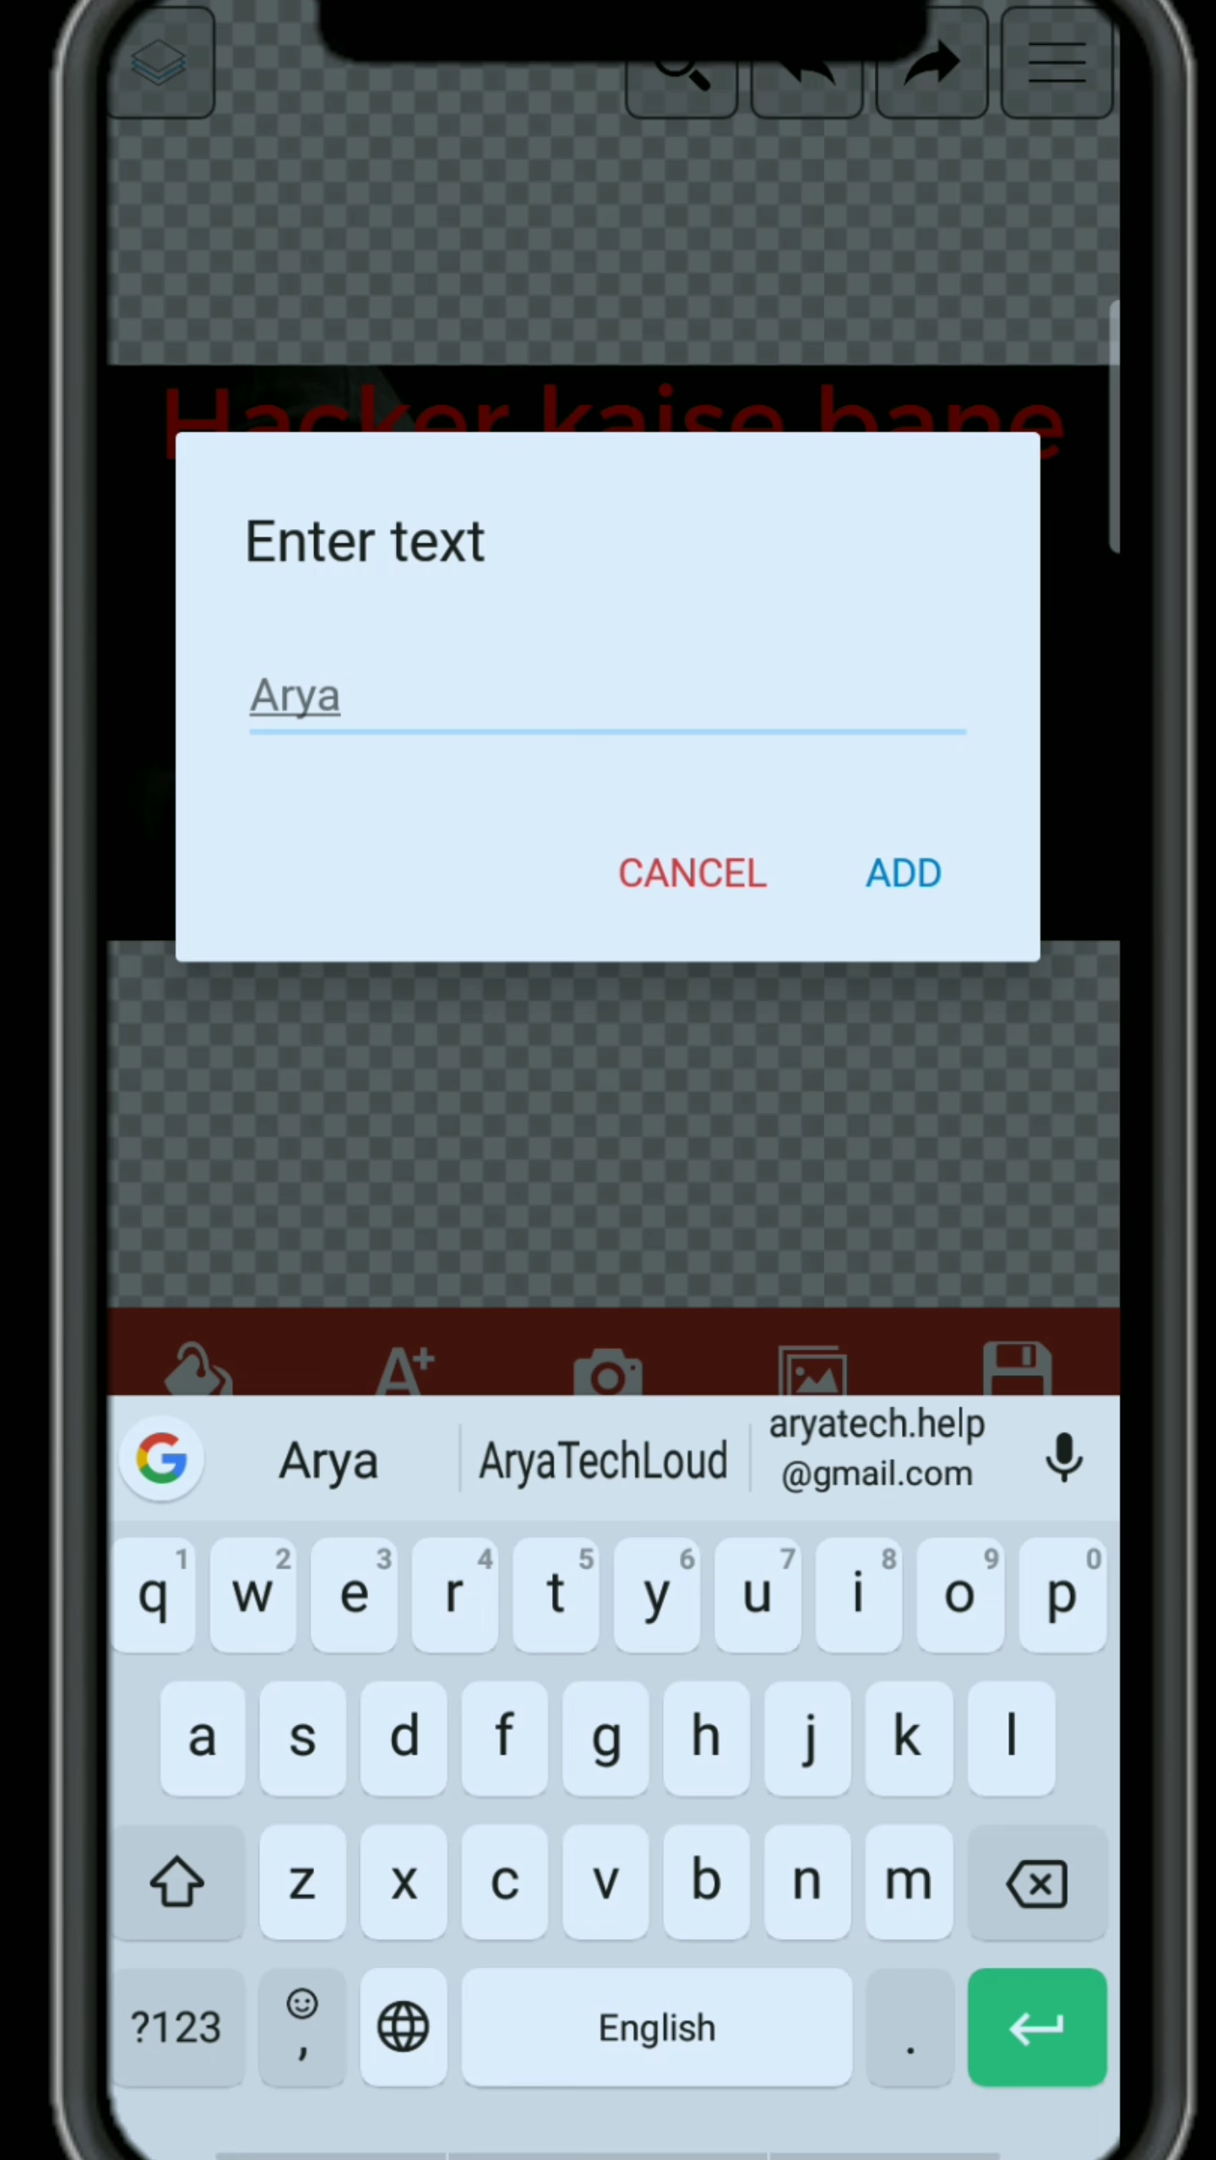 Hacker kaise bane
Enter text
Arya
CANCEL
ADD
A+
Arya
AryaTechLoud
aryatech.help
@gmail.com
1 2 3 4 5 6 7 8 9 0
q w e r t y u i o p
a s d f g h j k l
z x c v b n m
?123
,
English
.